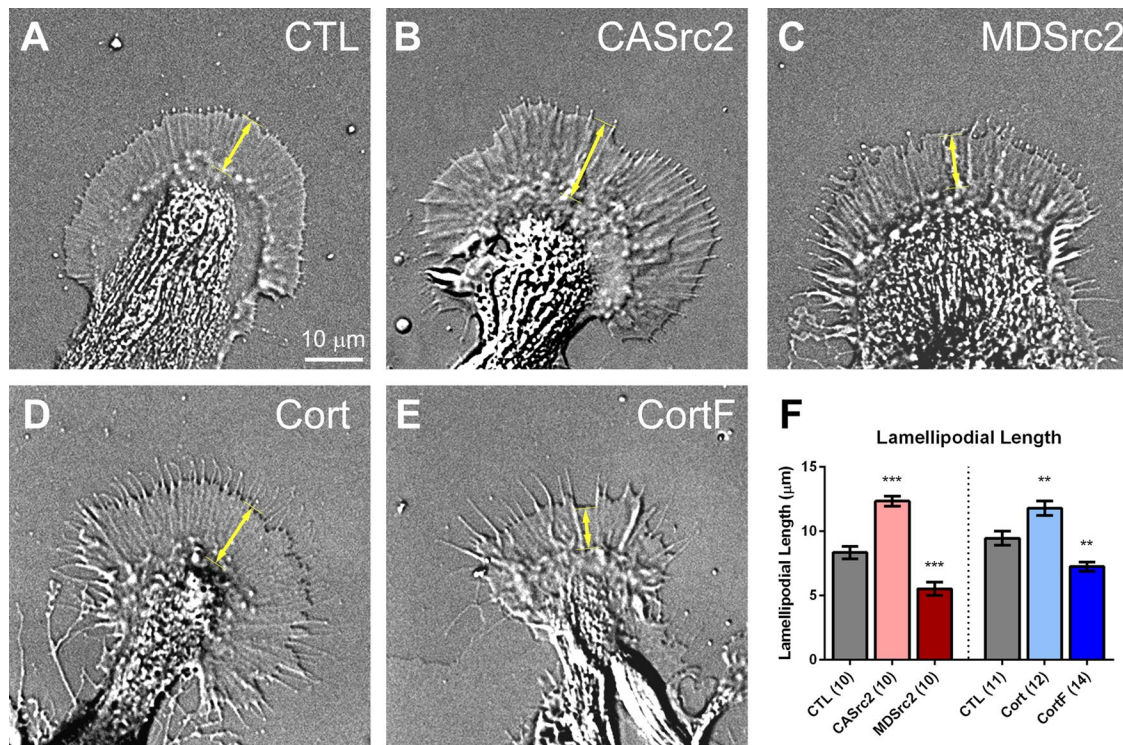 A CTL
B CASrc2
C MDSrc2
10 μm
D Cort
E CortF
F
Lamellipodial Length
Lamellipodial Length (μm)
15
10
5
0
***
***
**
**
CTL (10)
CASrc2 (10)
MDSrc2 (10)
CTL (11)
Cort (12)
CortF (14)